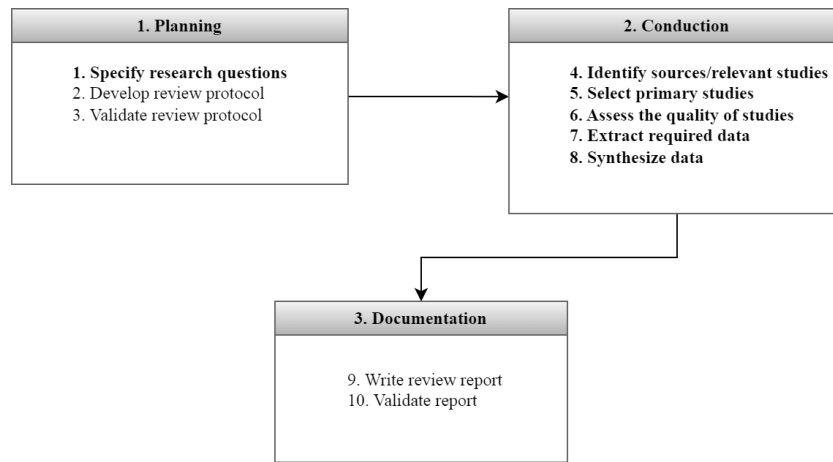 1. Planning
1. Specify research questions
2. Develop review protocol
3. Validate review protocol
2. Conduction
4. Identify sources/relevant studies
5. Select primary studies
6. Assess the quality of studies
7. Extract required data
8. Synthesize data
3. Documentation
9. Write review report
10. Validate report